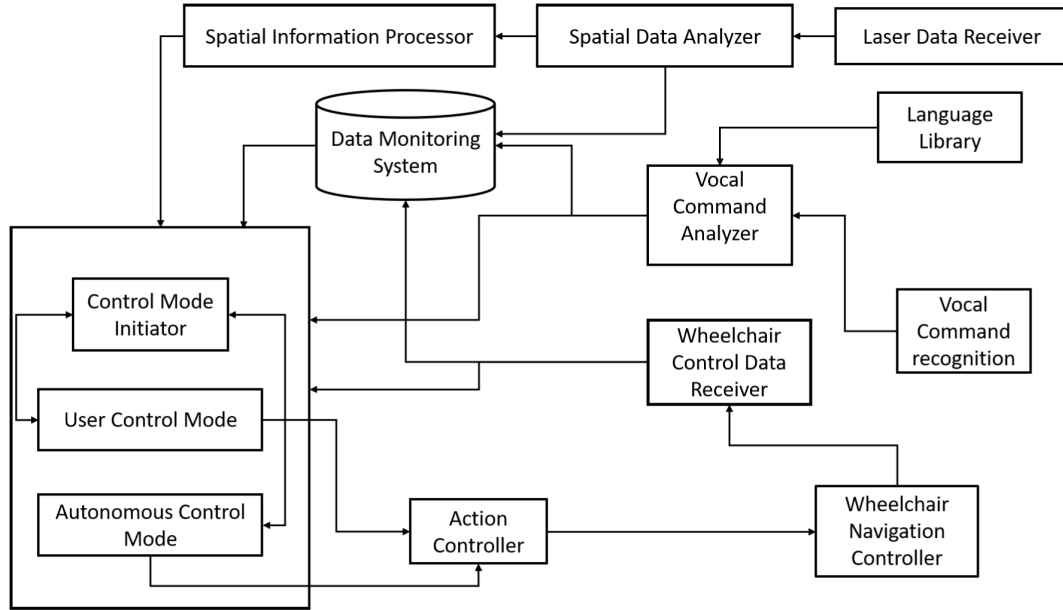 Spatial Information Processor
Spatial Data Analyzer
Laser Data Receiver
Data Monitoring
System
Language
Library
Vocal
Command
Analyzer
Control Mode
Initiator
Vocal
Command
recognition
Wheelchair
Control Data
Receiver
User Control Mode
Autonomous Control
Mode
Action
Controller
Wheelchair
Navigation
Controller